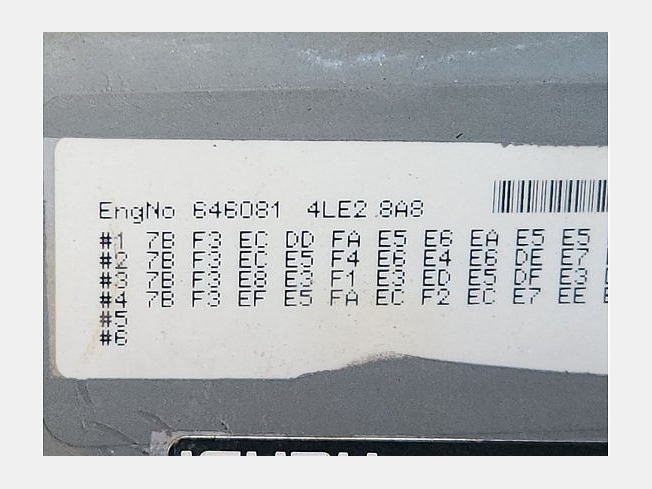 EngNo 646081 4LE2 8A8
#1 7B F3 EC DD FA E5 E6 EA E5 E5
#2 7B F3 EC E5 F4 E6 E4 E6 DE E7
#3 7B F3 E8 E3 F1 E3 ED E5 DF E3
#4 7B F3 EF E5 FA EC F2 EC E7 EE
#5
#6